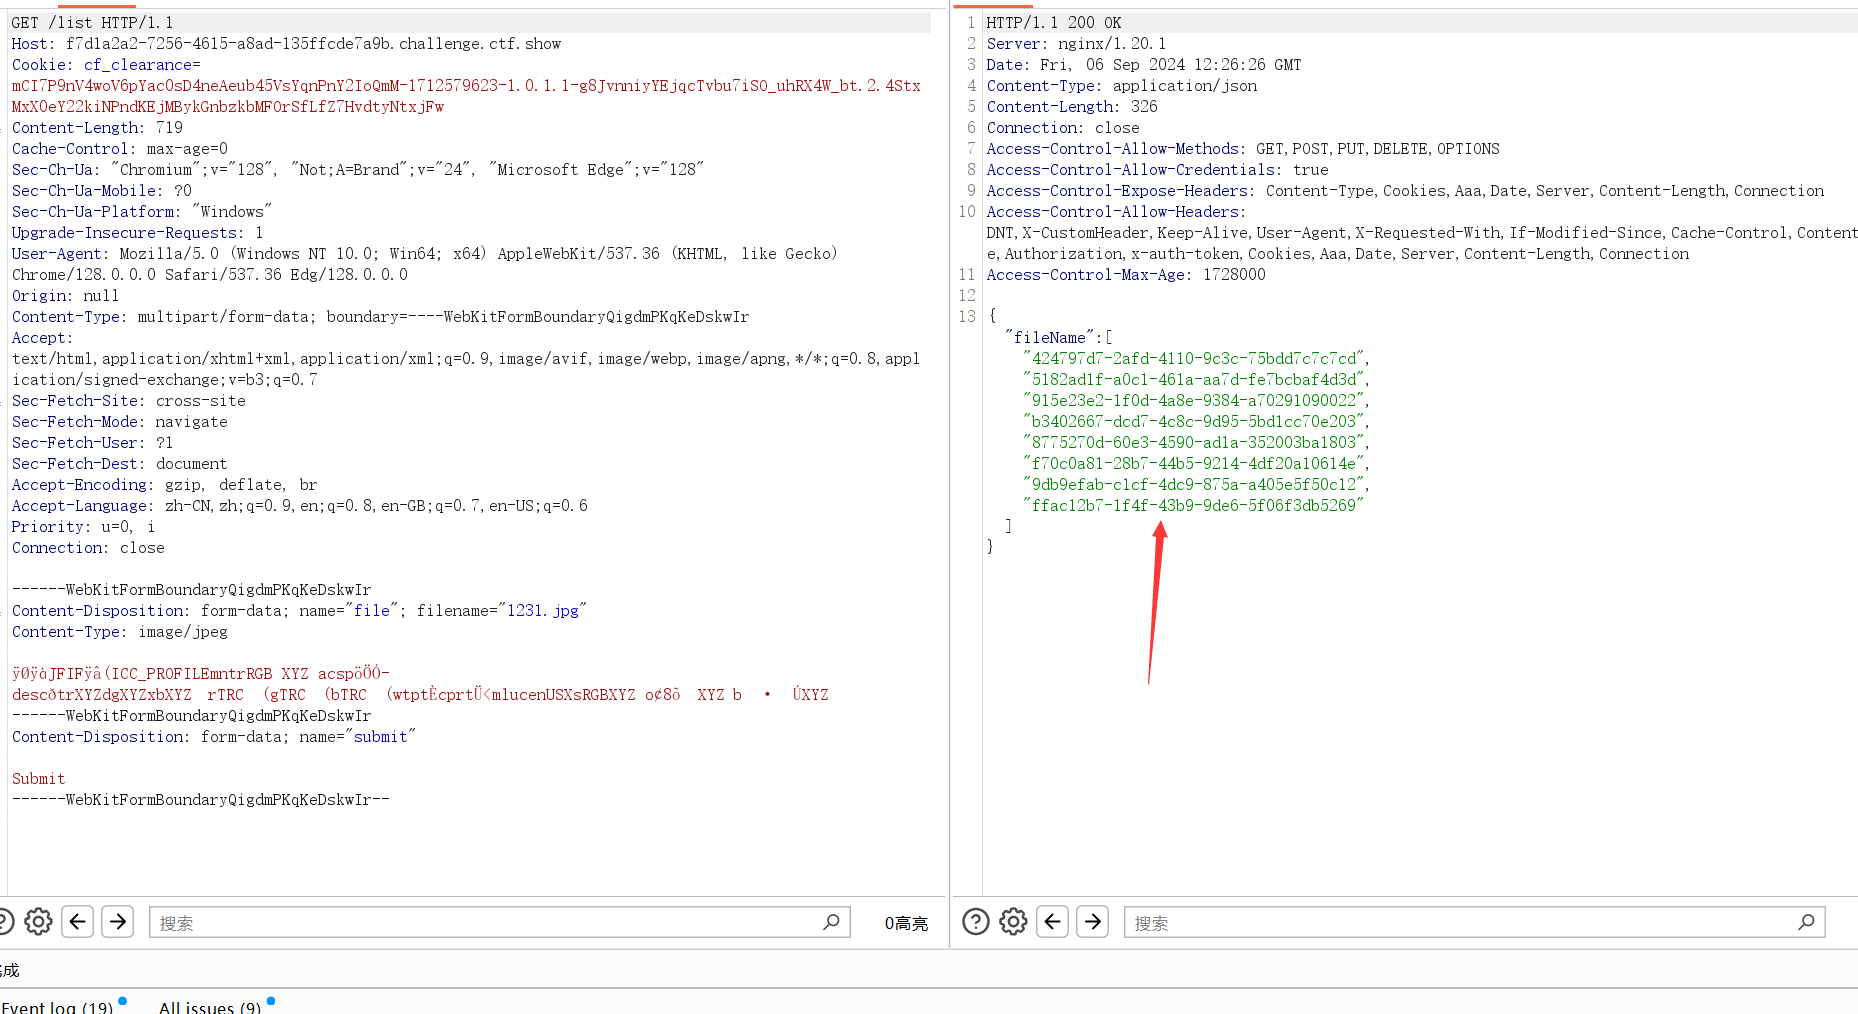 GET /list HTTP/1.1
Host: f7d1a2a2-7256-4615-a8ad-135ffcde7a9b.challenge.ctf.show
Cookie: cf_clearance=
mCI7P9nV4woV6pYacOsD4neAeub45VsYqnPnY2IoQmM-1712579623-1.0.1.1-g8JvnniyYEjqcTvbu7iSO_uhRX4W_bt.2.4Stx
MxX0eY22kiNPndKEjMBykGnbzkbMFOrSfLfZ7HvdtyNtxjFw
Content-Length: 719
Cache-Control: max-age=0
Sec-Ch-Ua: "Chromium";v="128", "Not;A=Brand";v="24", "Microsoft Edge";v="128"
Sec-Ch-Ua-Mobile: ?0
Sec-Ch-Ua-Platform: "Windows"
Upgrade-Insecure-Requests: 1
User-Agent: Mozilla/5.0 (Windows NT 10.0; Win64; x64) AppleWebKit/537.36 (KHTML, like Gecko)
Chrome/128.0.0.0 Safari/537.36 Edg/128.0.0.0
Origin: null
Content-Type: multipart/form-data; boundary=----WebKitFormBoundaryQigdmPKqKeDskwIr
Accept:
text/html,application/xhtml+xml,application/xml;q=0.9,image/avif,image/webp,image/apng,*/*;q=0.8,appl
ication/signed-exchange;v=b3;q=0.7
Sec-Fetch-Site: cross-site
Sec-Fetch-Mode: navigate
Sec-Fetch-User: ?1
Sec-Fetch-Dest: document
Accept-Encoding: gzip, deflate, br
Accept-Language: zh-CN,zh;q=0.9,en;q=0.8,en-GB;q=0.7,en-US;q=0.6
Priority: u=0, i
Connection: close
------WebKitFormBoundaryQigdmPKqKeDskwIr
Content-Disposition: form-data; name="file"; filename="1231.jpg"
Content-Type: image/jpeg
ÿØÿàJFIFÿâ(ICC_PROFILEmntrRGB XYZ acspöÖÓ-
descðtrXYZdgXYZxbXYZ rTRC (gTRC (bTRC (wtptÈcprtÜ<mlucenUSXsRGBXYZ o¢8õ XYZ b • ÚXYZ
------WebKitFormBoundaryQigdmPKqKeDskwIr
Content-Disposition: form-data; name="submit"
Submit
------WebKitFormBoundaryQigdmPKqKeDskwIr--
搜索
0高亮
1 HTTP/1.1 200 OK
2 Server: nginx/1.20.1
3 Date: Fri, 06 Sep 2024 12:26:26 GMT
4 Content-Type: application/json
5 Content-Length: 326
6 Connection: close
7 Access-Control-Allow-Methods: GET,POST,PUT,DELETE,OPTIONS
8 Access-Control-Allow-Credentials: true
9 Access-Control-Expose-Headers: Content-Type,Cookies,Aaa,Date,Server,Content-Length,Connection
10 Access-Control-Allow-Headers:
DNT,X-CustomHeader,Keep-Alive,User-Agent,X-Requested-With,If-Modified-Since,Cache-Control,Content
e,Authorization,x-auth-token,Cookies,Aaa,Date,Server,Content-Length,Connection
11 Access-Control-Max-Age: 1728000
12
13 {
"fileName":[
"424797d7-2afd-4110-9c3c-75bdd7c7c7cd",
"5182ad1f-a0c1-461a-aa7d-fe7bcbaf4d3d",
"915e23e2-1f0d-4a8e-9384-a70291090022",
"b3402667-dcd7-4c8c-9d95-5bd1cc70e203",
"8775270d-60e3-4590-ad1a-352003ba1803",
"f70c0a81-28b7-44b5-9214-4df20a10614e",
"9db9efab-c1cf-4dc9-875a-a405e5f50c12",
"ffac12b7-1f4f-43b9-9de6-5f06f3db5269"
]
}
搜索
成
Event log (19)
All issues (9)